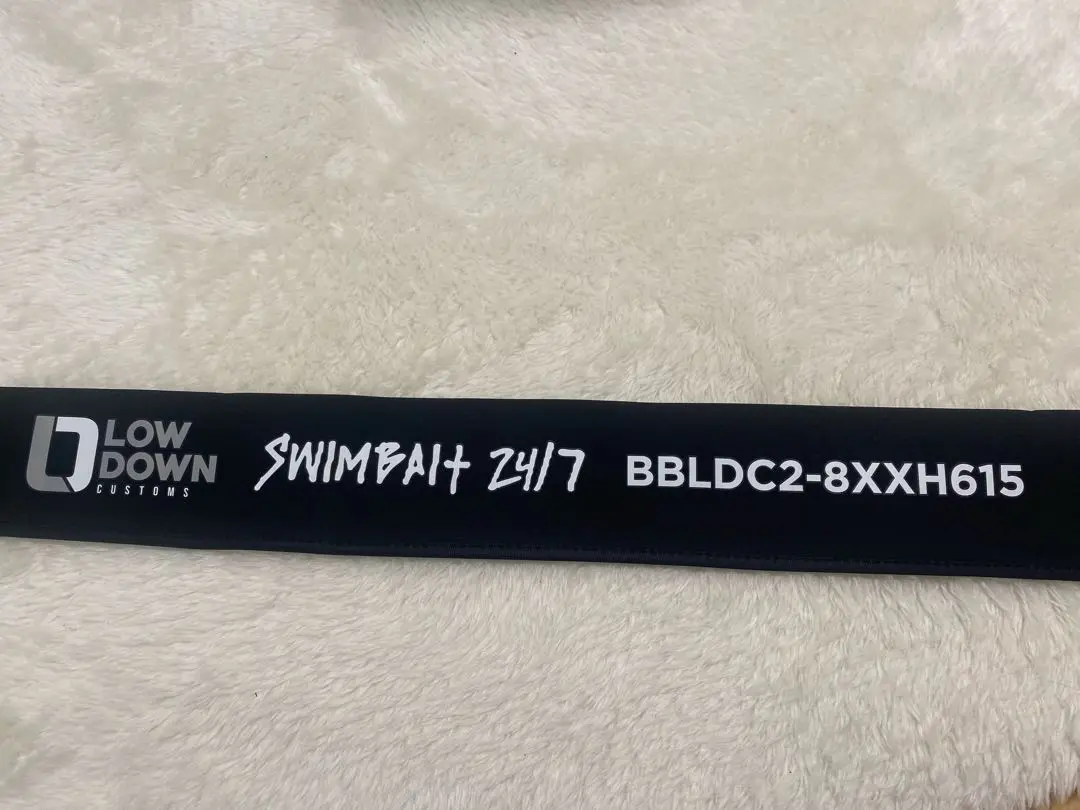 LOW
DOWN
CUSTOMS
SWIMBAIT 24/7
BBLDC2-8XXH615